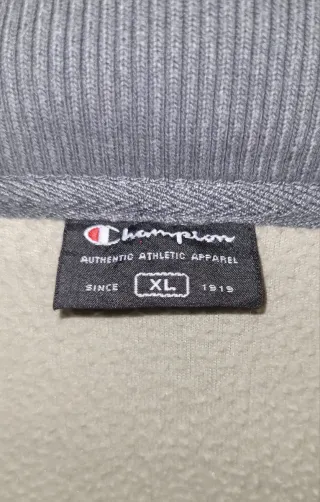 Champion
AUTHENTIC ATHLETIC APPAREL
SINCE XL 1919